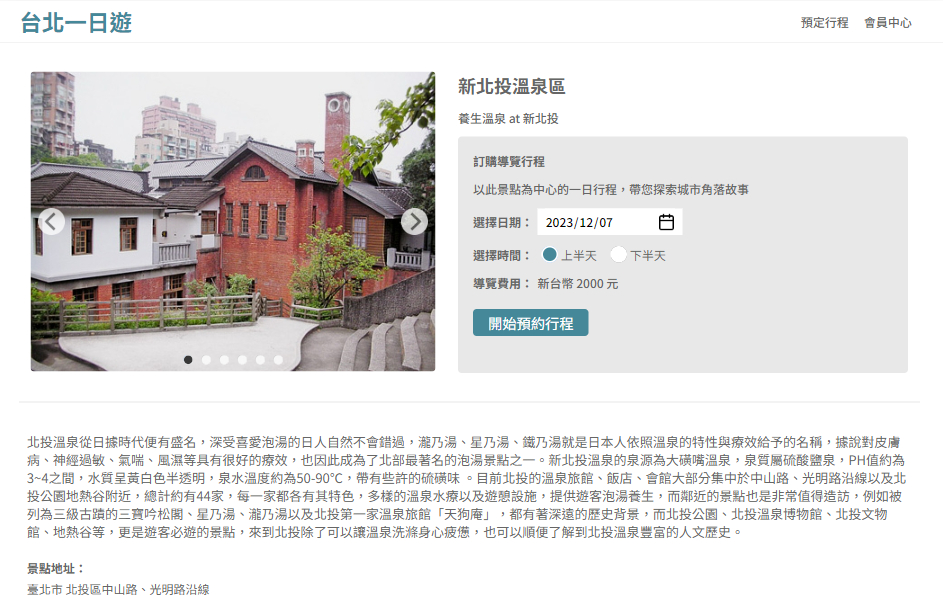 台北一日遊
預定行程 會員中心
新北投溫泉區
養生溫泉 at 新北投
訂購導覽行程
以此景點為中心的一日行程，帶您探索城市角落故事
選擇日期： 2023/12/07
選擇時間： 上半天 下半天
導覽費用： 新台幣 2000 元
開始預約行程
北投溫泉從日據時代便有盛名，深受喜愛泡湯的日人自然不會錯過，瀧乃湯、星乃湯、鐵乃湯就是日本人依照溫泉的特性與療效給予的名稱，據說對皮膚
病、神經過敏、氣喘、風濕等具有很好的療效，也因此成為了北部最著名的泡湯景點之一。新北投溫泉的泉源為大磺嘴溫泉，泉質屬硫酸鹽泉，PH值約為
3~4之間，水質呈黃白色半透明，泉水溫度約為50-90°C，帶有些許的硫磺味 。目前北投的溫泉旅館、飯店、會館大部分集中於中山路、光明路沿線以及北
投公園地熱谷附近，總計約有44家，每一家都各有其特色，多樣的溫泉水療以及遊憩設施，提供遊客泡湯養生，而鄰近的景點也是非常值得造訪，例如被
列為三級古蹟的三寶吟松閣、星乃湯、瀧乃湯以及北投第一家溫泉旅館「天狗庵」，都有著深遠的歷史背景，而北投公園、北投溫泉博物館、北投文物
館、地熱谷等，更是遊客必遊的景點，來到北投除了可以讓溫泉洗滌身心疲憊，也可以順便了解到北投溫泉豐富的人文歷史。
景點地址：
臺北市 北投區中山路、光明路沿線